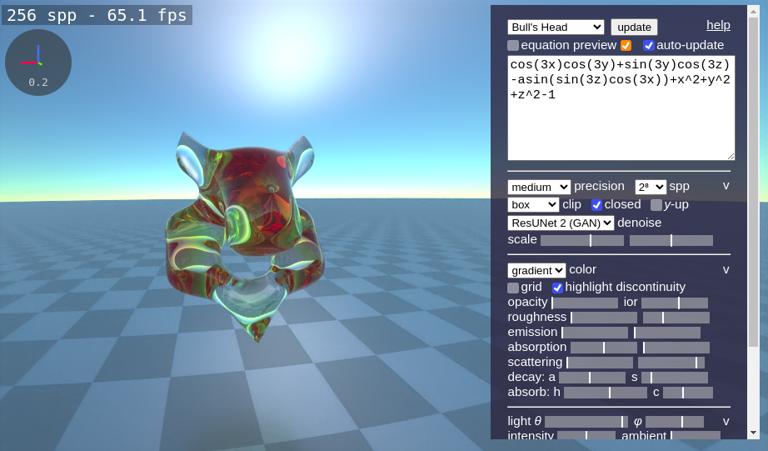 256 spp - 65.1 fps
0.2
Bull's Head update help
equation preview auto-update
cos(3x)cos(3y)+sin(3y)cos(3z)
-asin(sin(3z)cos(3x))+x^2+y^2
+z^2-1
medium precision 2⁸ spp v
box clip closed y-up
ResUNet 2 (GAN) denoise
scale
gradient color v
grid highlight discontinuity
opacity ior
roughness
emission
absorption
scattering
decay: a s
absorb: h c
light θ φ v
intensity ambient